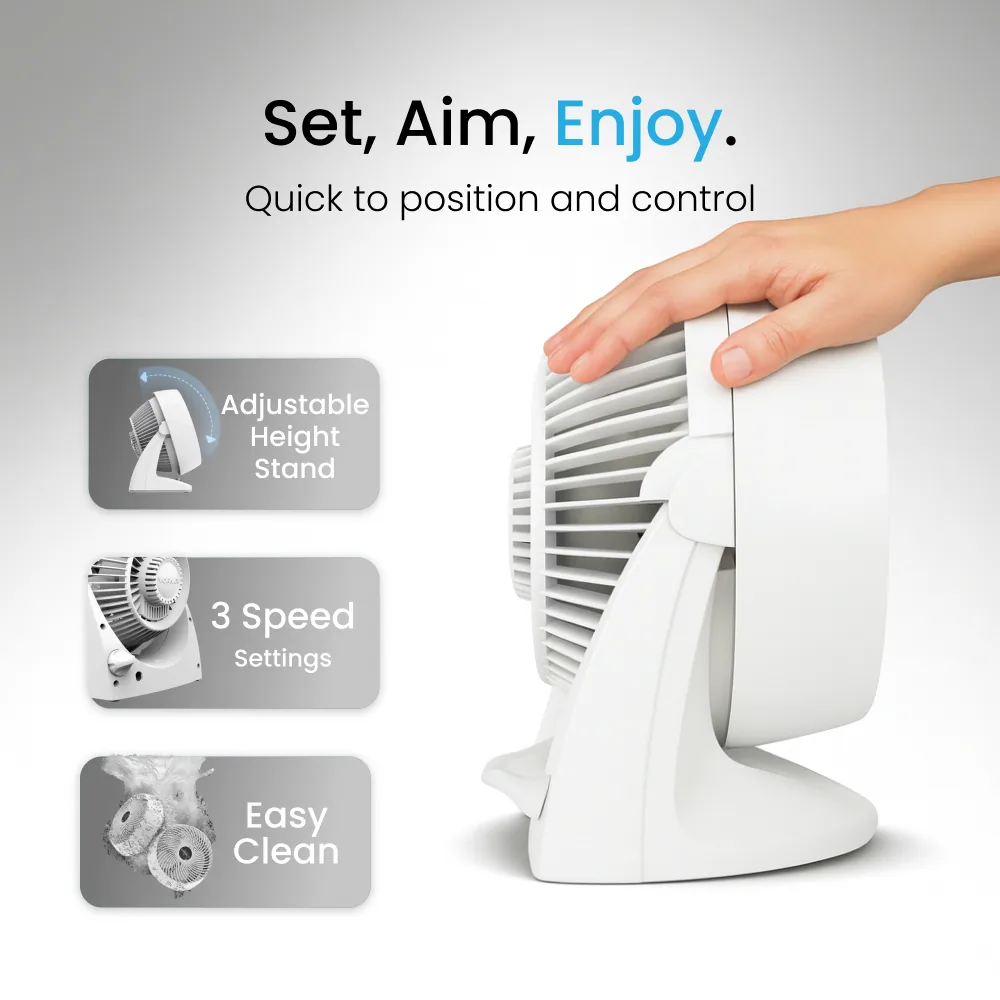 Set, Aim, Enjoy.
Quick to position and control
Adjustable
Height
Stand
3 Speed
Settings
Easy
Clean